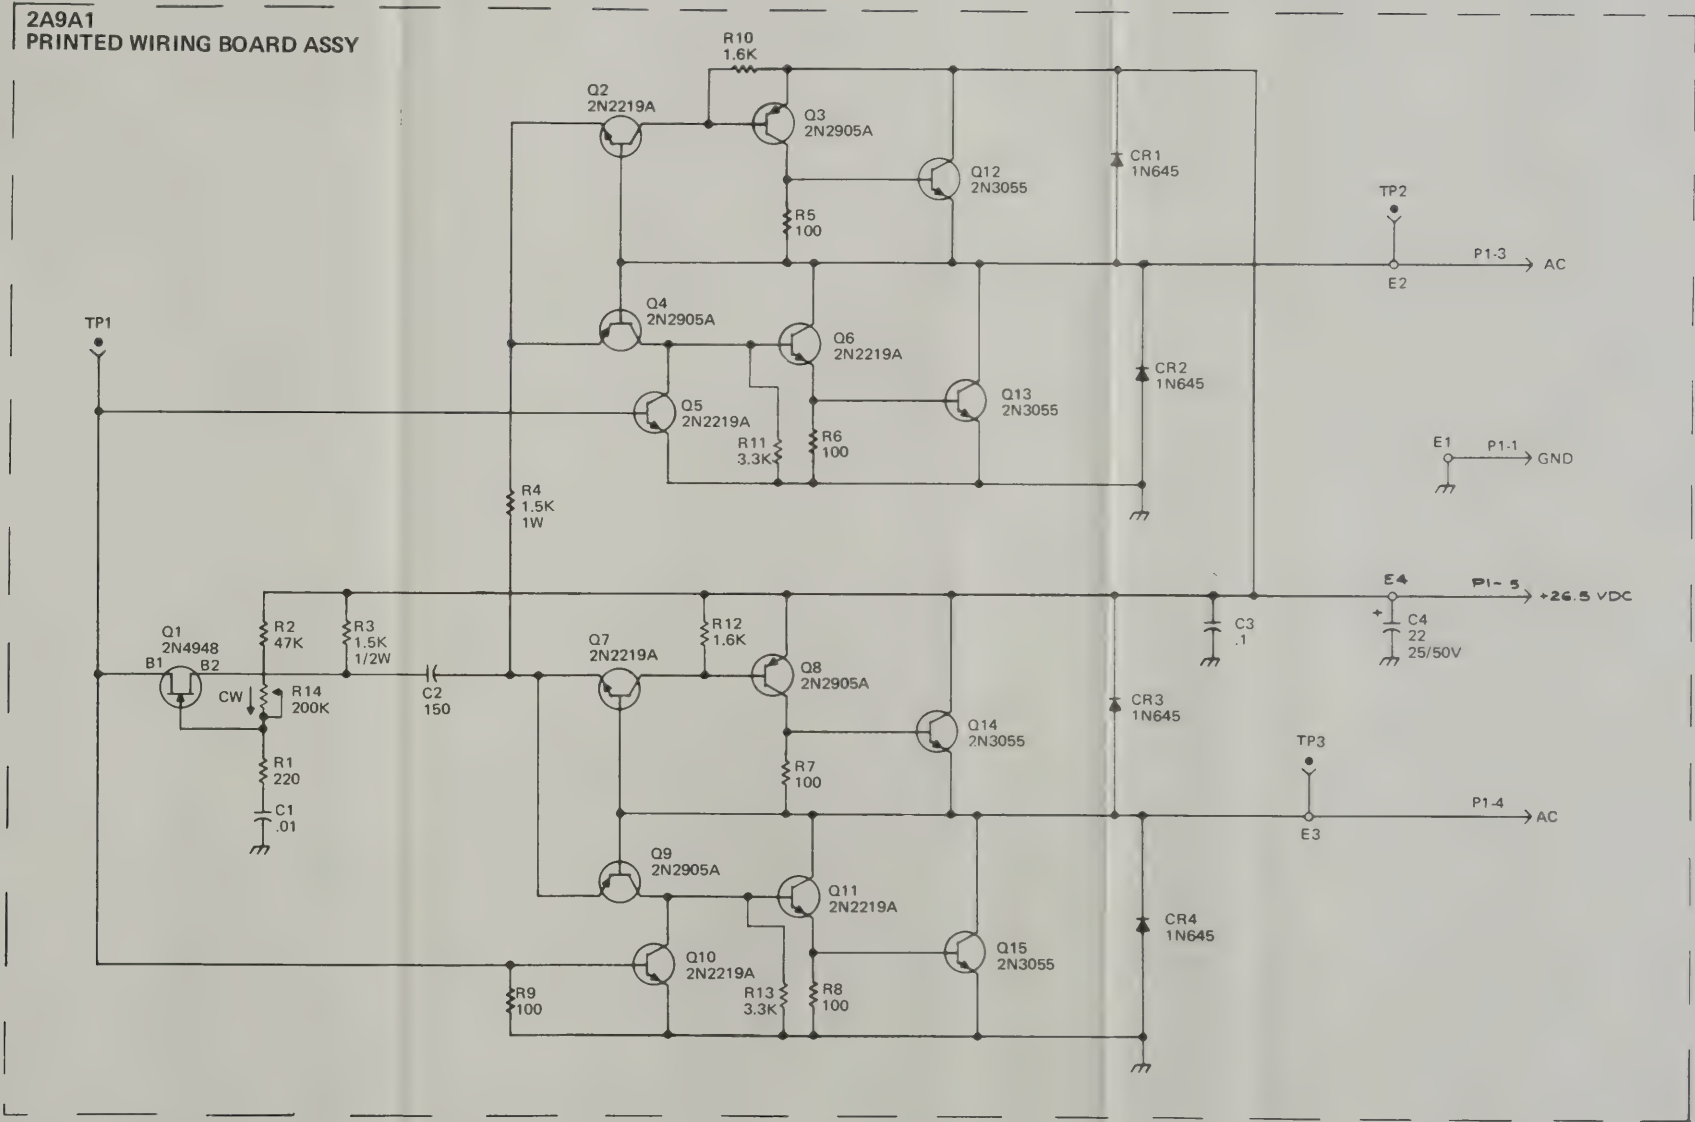 2A9A1
PRINTED WIRING BOARD ASSY
R10
1.6K
Q2
2N2219A
Q3
2N2905A
CR1
1N645
Q12
2N3055
TP2
R5
100
P1-3
AC
E2
Q4
2N2905A
TP1
Q6
2N2219A
CR2
1N645
Q13
2N3055
Q5
2N2219A
R11
3.3K
R6
100
E1
P1-1
GND
R4
1.5K
1W
E4
P1-5
+26.5 VDC
R2
47K
R3
1.5K
1/2W
R12
1.6K
C3
.1
+
C4
22
25/50V
Q1
2N4948
B1
B2
Q7
2N2219A
Q8
2N2905A
CW
R14
200K
C2
150
CR3
1N645
Q14
2N3055
TP3
R1
220
R7
100
C1
.01
P1-4
AC
E3
Q9
2N2905A
Q11
2N2219A
CR4
1N645
Q15
2N3055
Q10
2N2219A
R9
100
R13
3.3K
R8
100